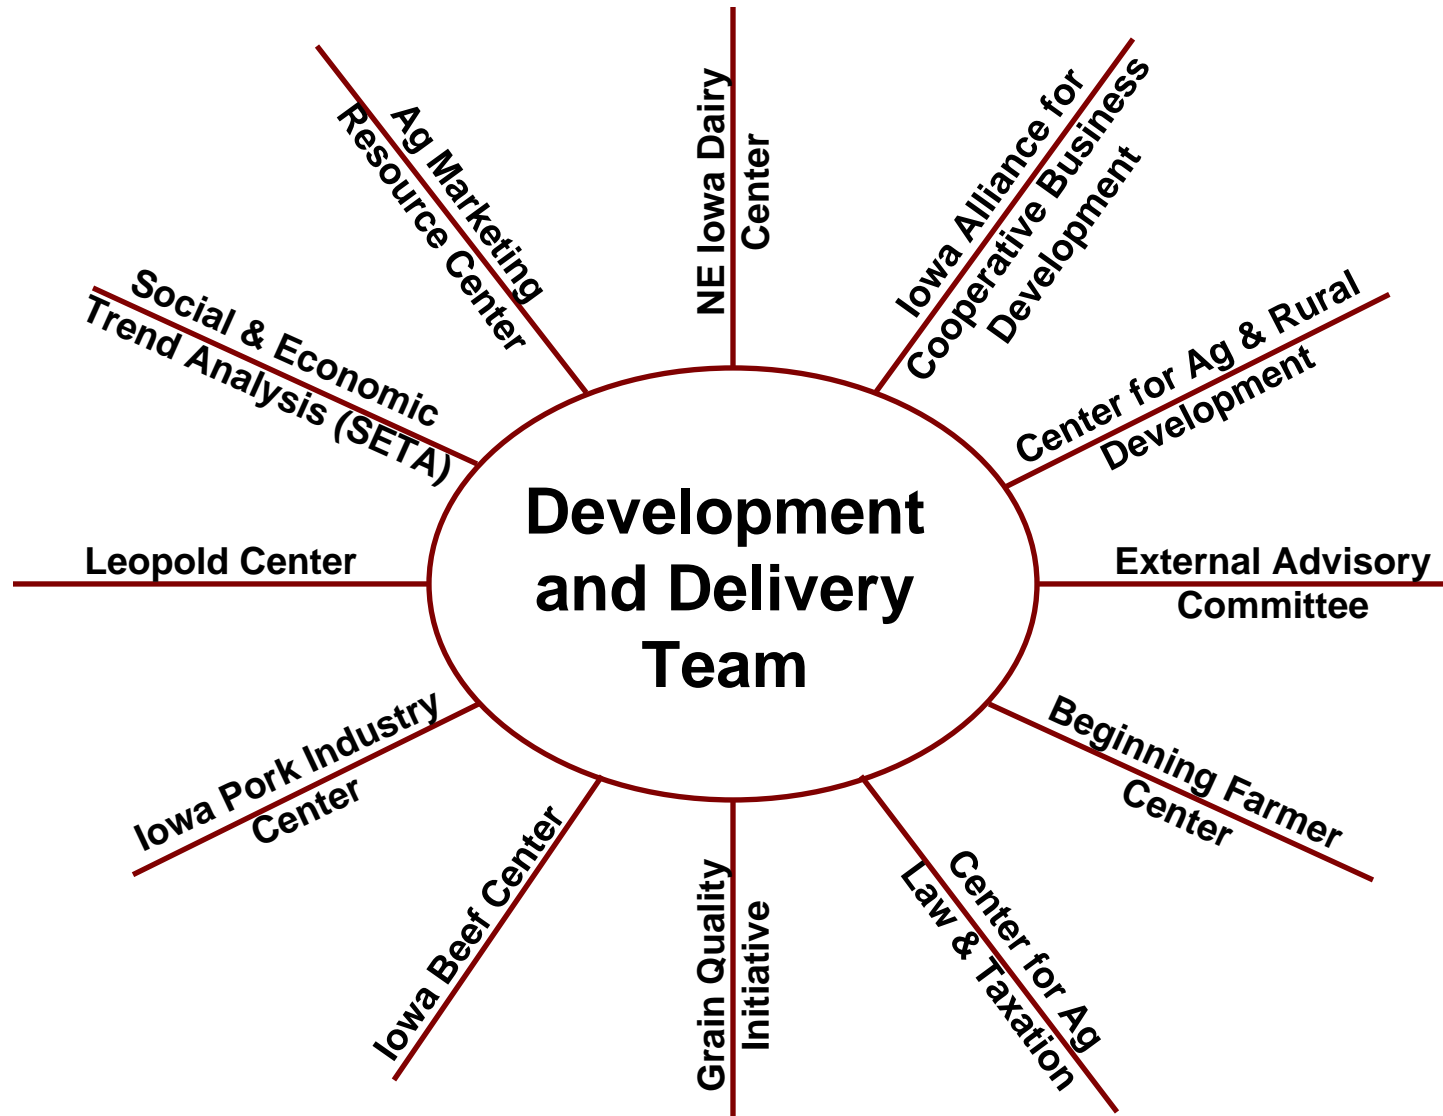 NE Iowa Dairy
Center
Iowa Alliance for
Cooperative Business
Development
Center for Ag & Rural
Development
External Advisory
Committee
Beginning Farmer
Center
Center for Ag
Law & Taxation
Grain Quality
Initiative
Iowa Beef Center
Iowa Pork Industry
Center
Leopold Center
Social & Economic
Trend Analysis (SETA)
Ag Marketing
Resource Center
Development
and Delivery
Team